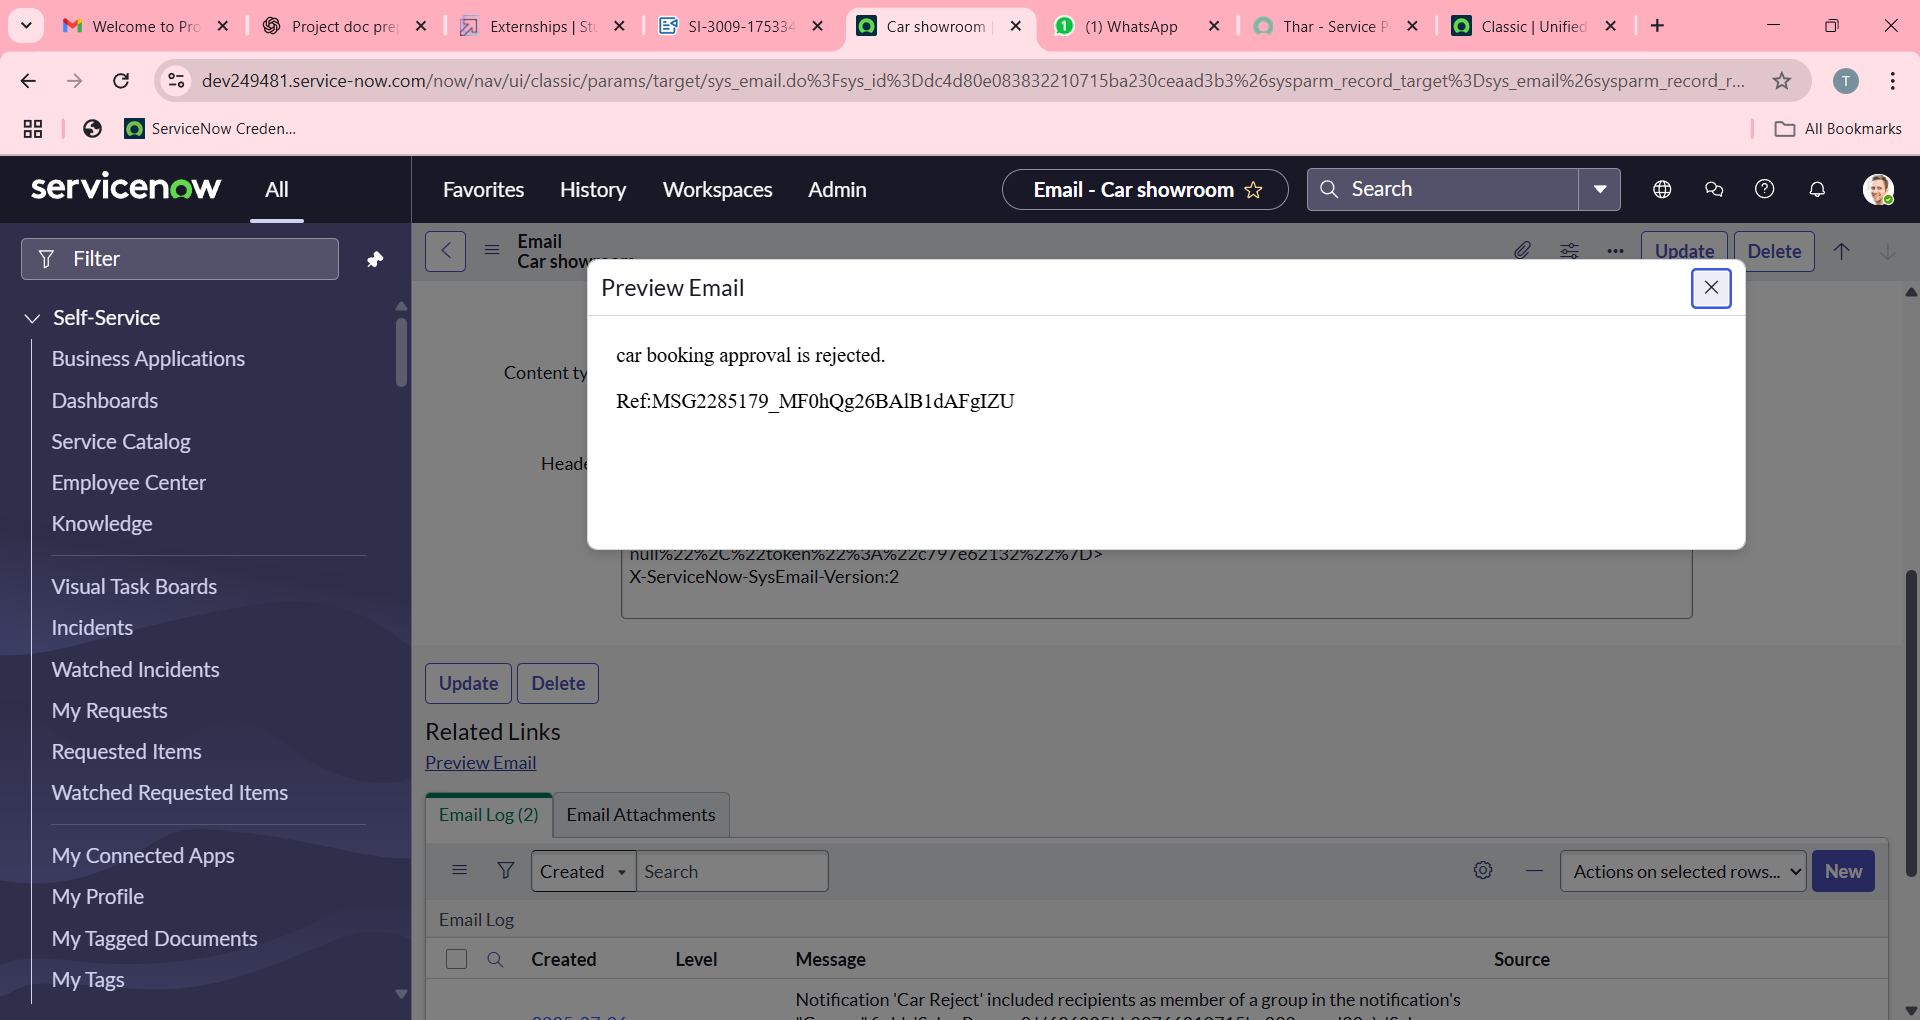 Welcome to Pro
Project doc pre
Externships | Stu
SI-3009-175334
Car showroom |
(1) WhatsApp
Thar - Service P
Classic | Unified
dev249481.service-now.com/now/nav/ui/classic/params/target/sys_email.do%3Fsys_id%3Ddc4d80e083832210715ba230ceaad3b3%26sysparm_record_target%3Dsys_email%26sysparm_record_r...
T
ServiceNow Creden...
All Bookmarks
servicenow
All
Favorites
History
Workspaces
Admin
Email - Car showroom
Search
Filter
Email
Car showroom
Update
Delete
Preview Email
car booking approval is rejected.
Ref:MSG2285179_MF0hQg26BAlB1dAFgIZU
Content ty
Heade
null%22%2C%22token%22%3A%22c797e62132%22%7D>
X-ServiceNow-SysEmail-Version:2
Self-Service
Business Applications
Dashboards
Service Catalog
Employee Center
Knowledge
Visual Task Boards
Incidents
Watched Incidents
My Requests
Requested Items
Watched Requested Items
My Connected Apps
My Profile
My Tagged Documents
My Tags
Update
Delete
Related Links
Preview Email
Email Log (2)
Email Attachments
Created
Search
Actions on selected rows...
New
Email Log
Created
Level
Message
Source
Notification 'Car Reject' included recipients as member of a group in the notification's